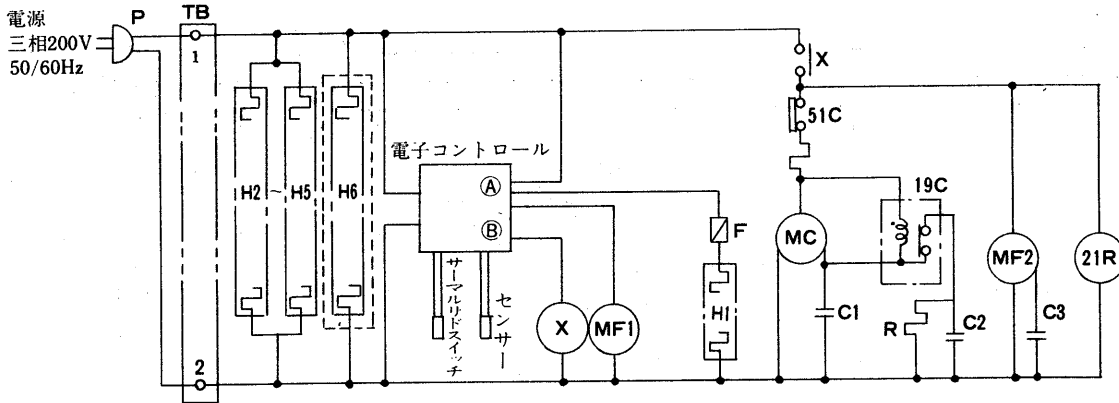 電源
三相200V
50/60Hz
P
TB
1
2
H2
~
H5
H6
電子コントロール
Ⓐ
Ⓑ
サーマルリドスイッチ
センサー
X
MF1
F
H1
X
51C
MC
19C
C1
R
C2
MF2
C3
21R